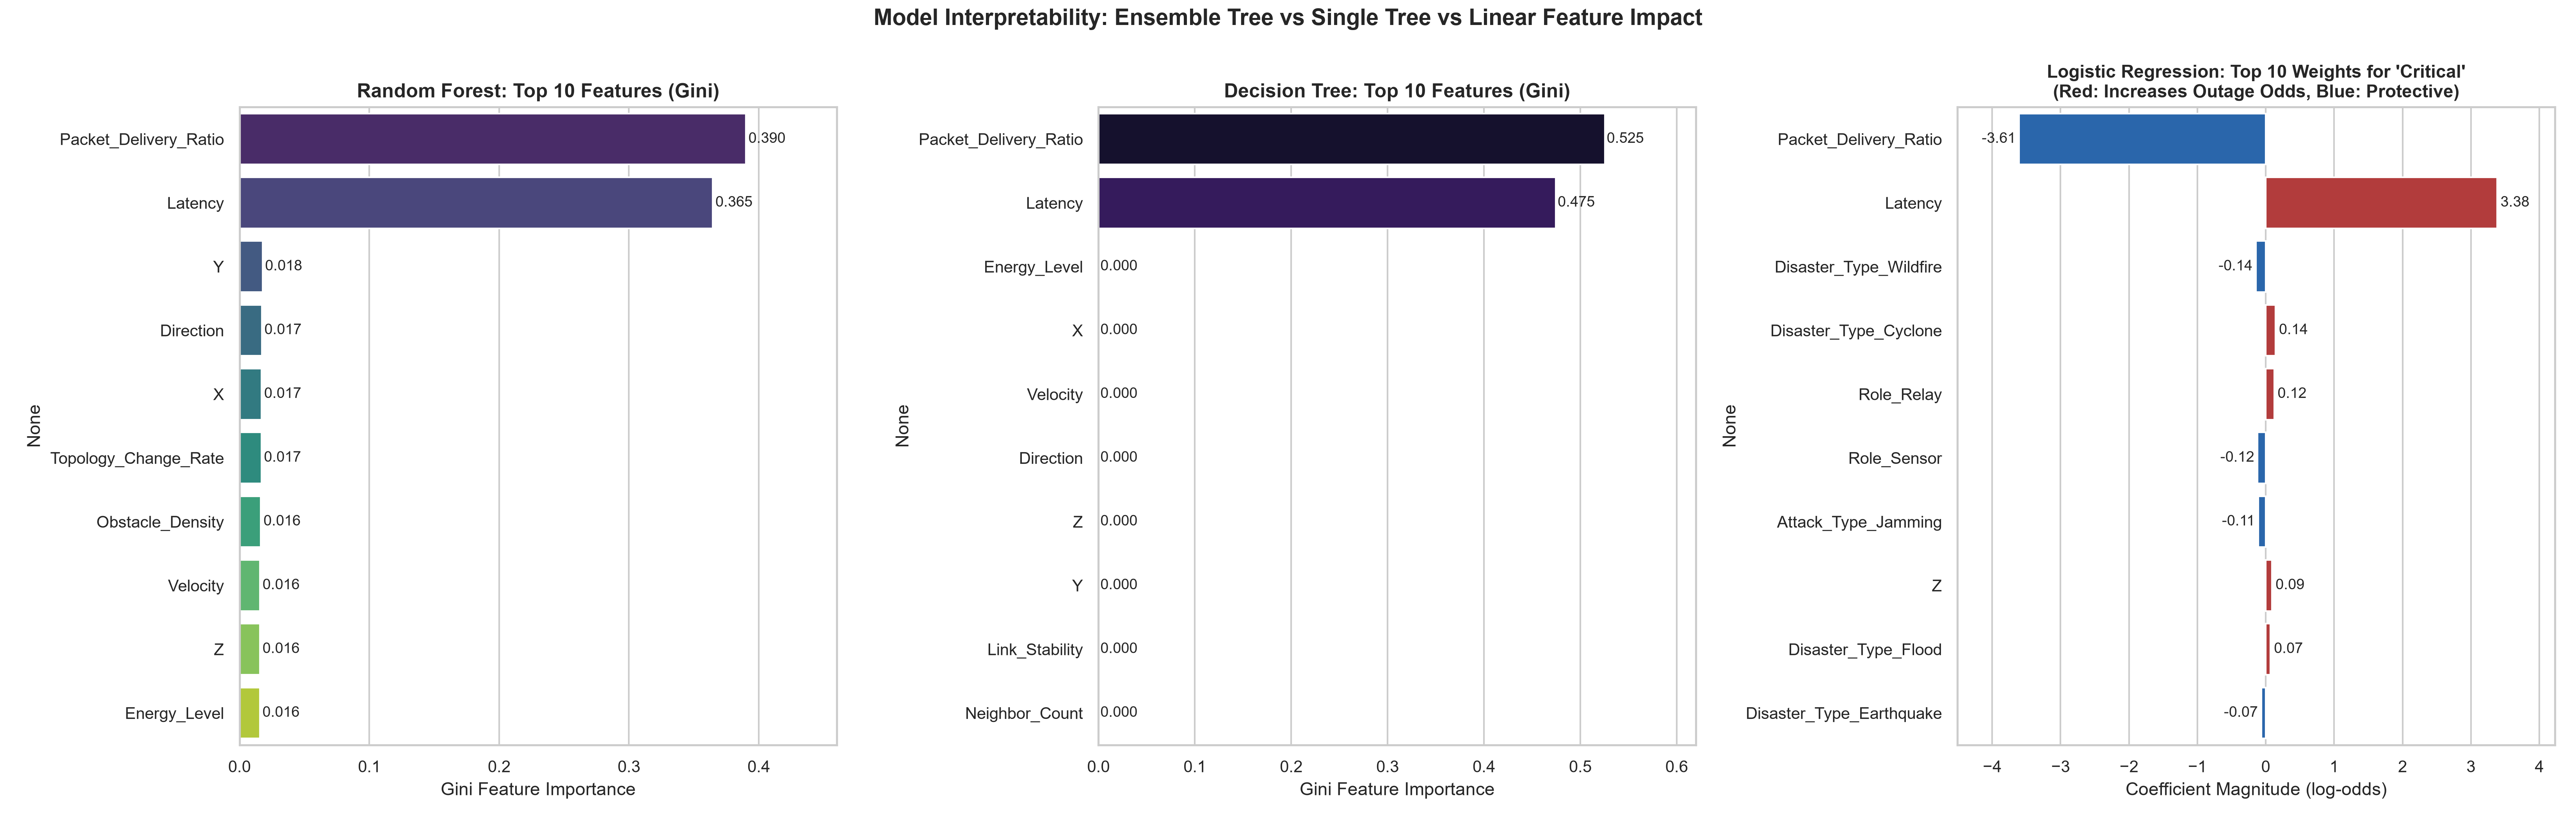 Model Interpretability: Ensemble Tree vs Single Tree vs Linear Feature Impact
Random Forest: Top 10 Features (Gini)
None
Packet_Delivery_Ratio
0.390
Latency
0.365
Y
0.018
Direction
0.017
X
0.017
Topology_Change_Rate
0.017
Obstacle_Density
0.016
Velocity
0.016
Z
0.016
Energy_Level
0.016
0.0 0.1 0.2 0.3 0.4
Gini Feature Importance
Decision Tree: Top 10 Features (Gini)
None
Packet_Delivery_Ratio
0.525
Latency
0.475
Energy_Level
0.000
X
0.000
Velocity
0.000
Direction
0.000
Z
0.000
Y
0.000
Link_Stability
0.000
Neighbor_Count
0.000
0.0 0.1 0.2 0.3 0.4 0.5 0.6
Gini Feature Importance
Logistic Regression: Top 10 Weights for 'Critical'
(Red: Increases Outage Odds, Blue: Protective)
None
Packet_Delivery_Ratio
-3.61
Latency
3.38
Disaster_Type_Wildfire
-0.14
Disaster_Type_Cyclone
0.14
Role_Relay
0.12
Role_Sensor
-0.12
Attack_Type_Jamming
-0.11
Z
0.09
Disaster_Type_Flood
0.07
Disaster_Type_Earthquake
-0.07
−4 −3 −2 −1 0 1 2 3 4
Coefficient Magnitude (log-odds)